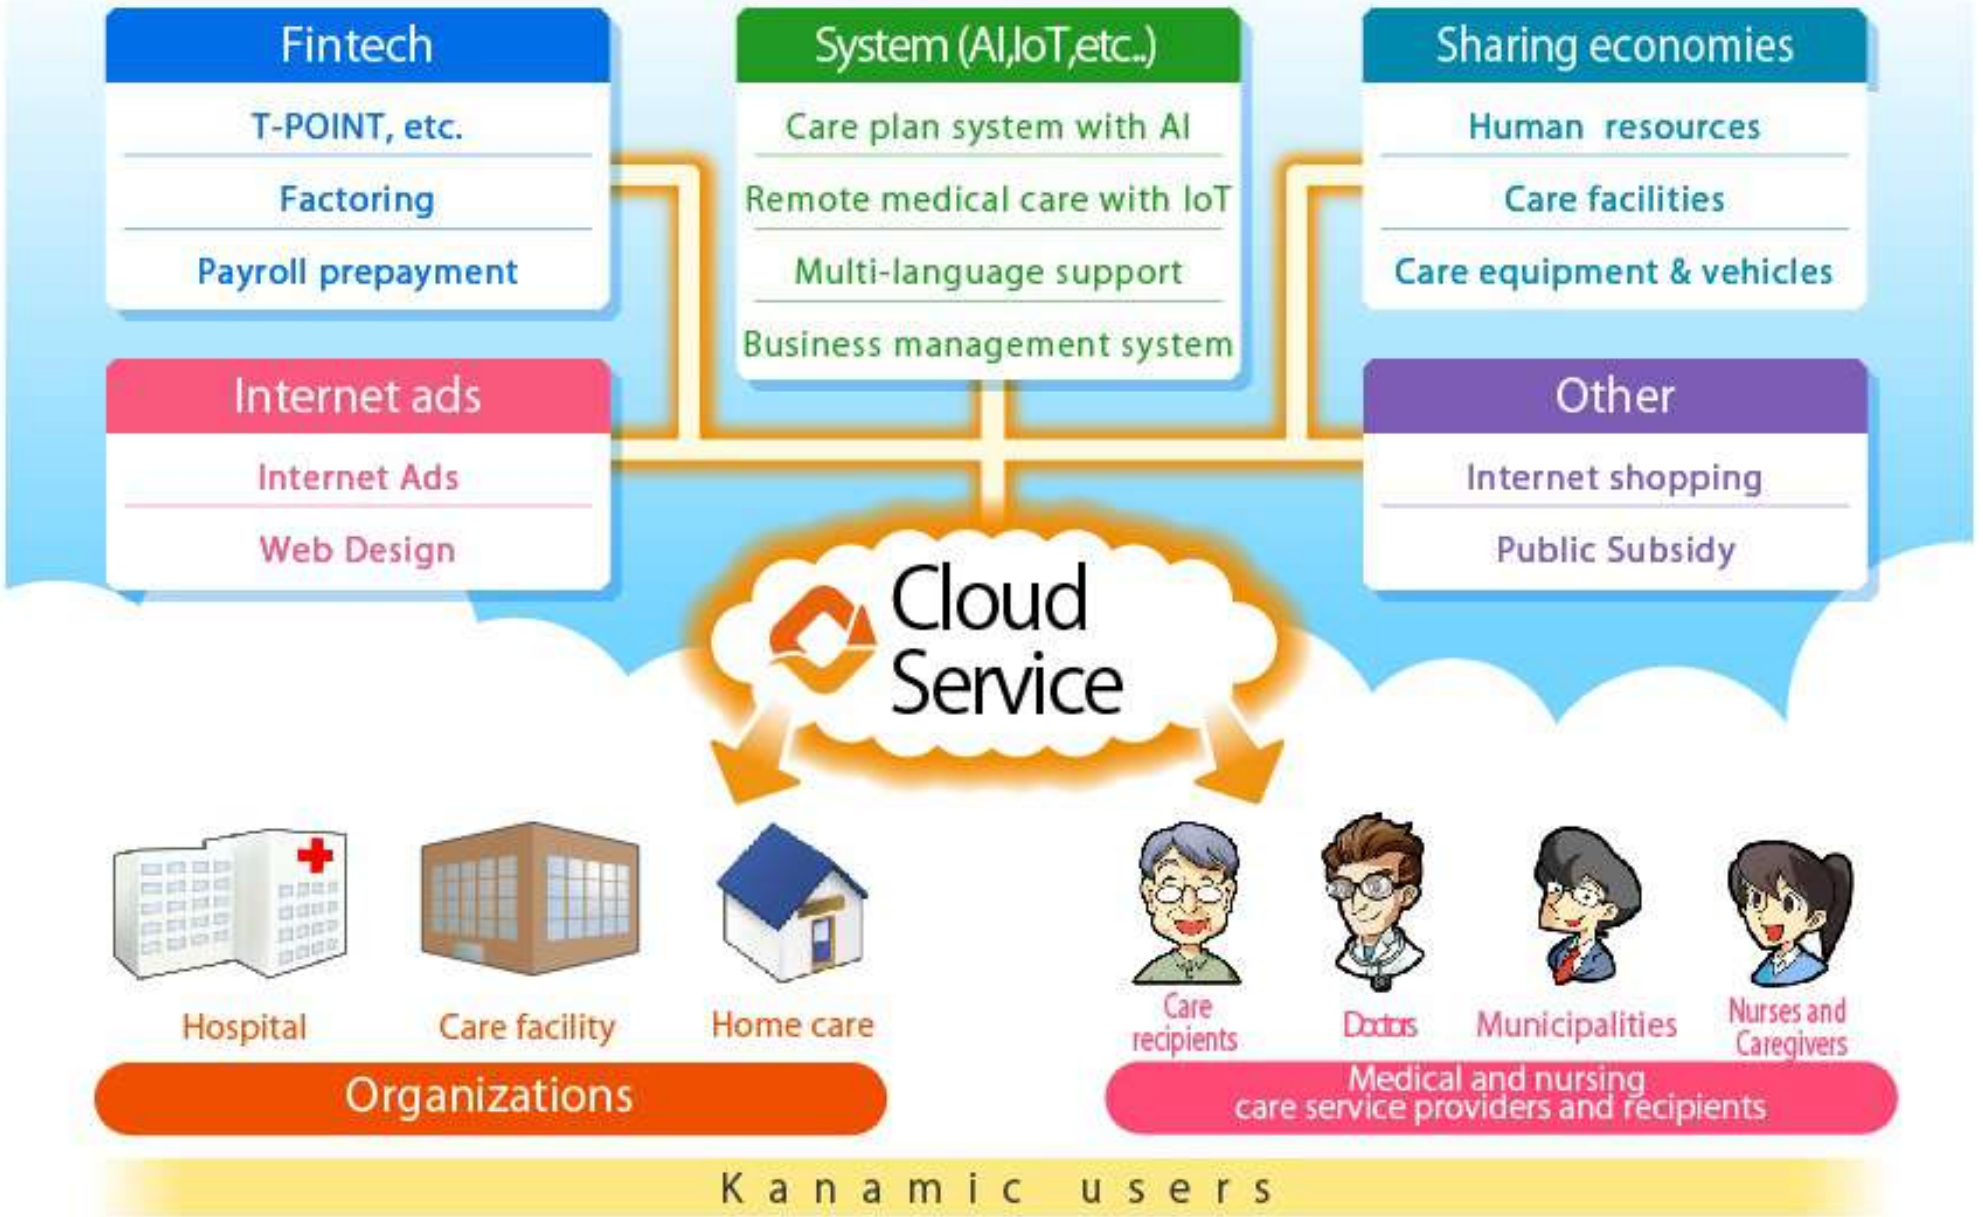 Fintech
T-POINT, etc.
Factoring
Payroll prepayment
System (AI,IoT,etc..)
Care plan system with AI
Remote medical care with IoT
Multi-language support
Business management system
Sharing economies
Human resources
Care facilities
Care equipment & vehicles
Internet ads
Internet Ads
Web Design
Other
Internet shopping
Public Subsidy
Cloud
Service
Hospital
Care facility
Home care
Organizations
Care
recipients
Doctors
Municipalities
Nurses and
Caregivers
Medical and nursing
care service providers and recipients
Kanamic users